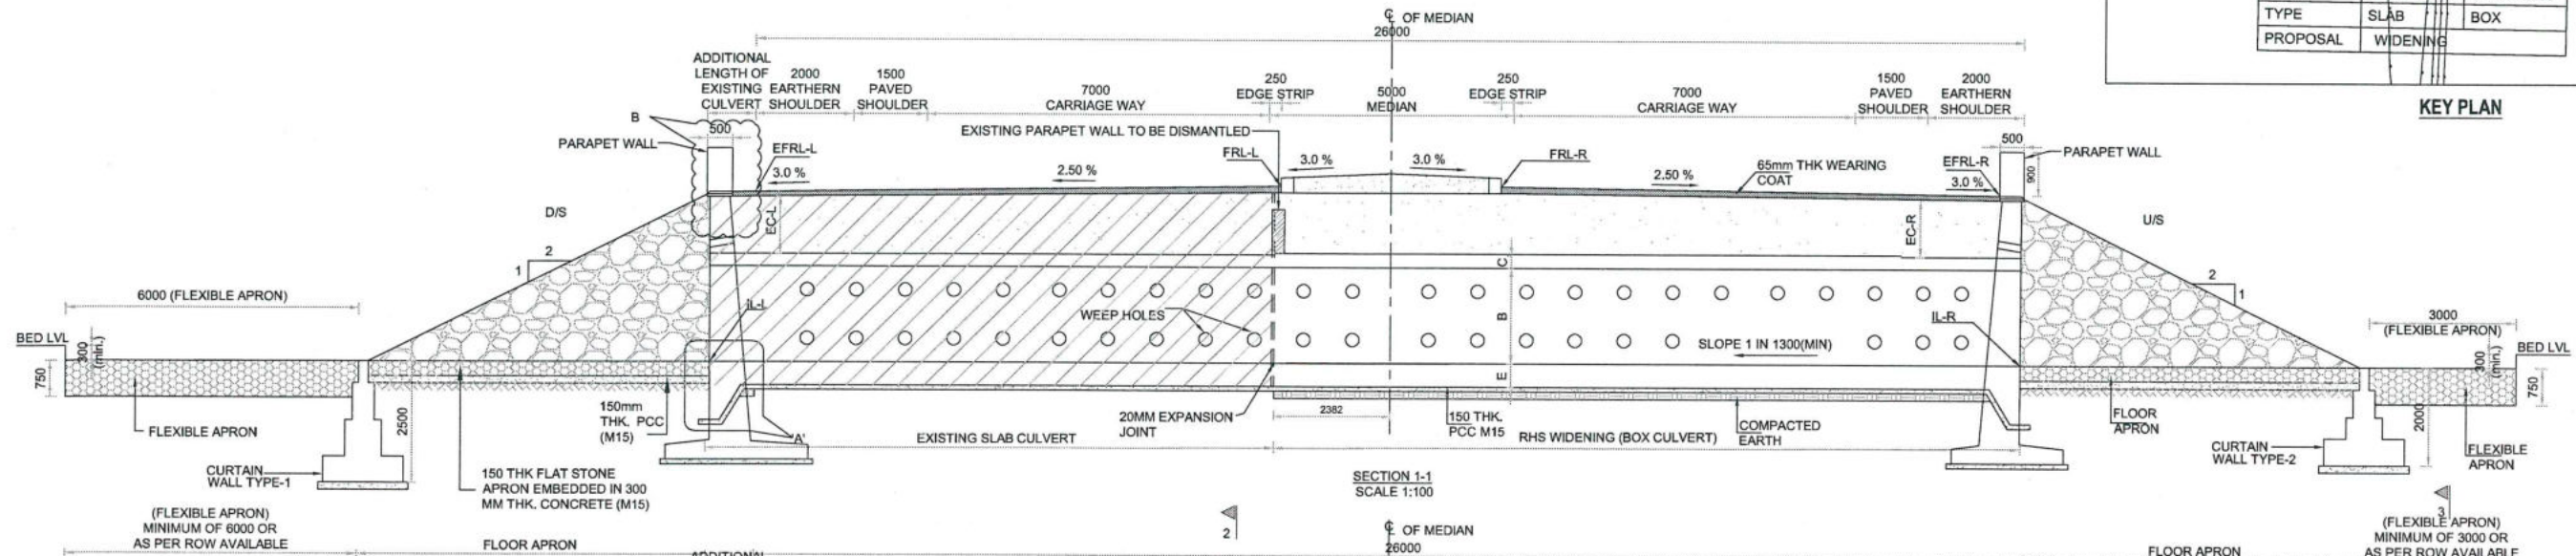 TYPE SLAB BOX
PROPOSAL WIDENING
KEY PLAN
℄ OF MEDIAN
26000
ADDITIONAL
LENGTH OF
EXISTING
CULVERT
2000
EARTHERN
SHOULDER
1500
PAVED
SHOULDER
7000
CARRIAGE WAY
250
EDGE STRIP
5000
MEDIAN
250
EDGE STRIP
7000
CARRIAGE WAY
1500
PAVED
SHOULDER
2000
EARTHERN
SHOULDER
B
500
PARAPET WALL
EXISTING PARAPET WALL TO BE DISMANTLED
EFRL-L
3.0 %
2.50 %
FRL-L
3.0 %
3.0 %
FRL-R
2.50 %
65mm THK WEARING
COAT
EFRL-R
3.0 %
500
900
PARAPET WALL
D/S
EC-L
EC-R
U/S
1
2
2
1
C
B
E
6000 (FLEXIBLE APRON)
IL-L
WEEP HOLES
IL-R
SLOPE 1 IN 1300(MIN)
3000
(FLEXIBLE APRON)
BED LVL
300
(min.)
750
BED LVL
300
(min.)
750
FLEXIBLE APRON
2500
150mm
THK. PCC
(M15)
'A'
20MM EXPANSION
JOINT
2382
150 THK.
PCC M15
COMPACTED
EARTH
FLOOR
APRON
2000
FLEXIBLE
APRON
EXISTING SLAB CULVERT
RHS WIDENING (BOX CULVERT)
CURTAIN
WALL TYPE-1
CURTAIN
WALL TYPE-2
150 THK FLAT STONE
APRON EMBEDDED IN 300
MM THK. CONCRETE (M15)
SECTION 1-1
SCALE 1:100
(FLEXIBLE APRON)
MINIMUM OF 6000 OR
AS PER ROW AVAILABLE
FLOOR APRON
ADDITIONAL
2
℄ OF MEDIAN
26000
3
(FLEXIBLE APRON)
MINIMUM OF 3000 OR
AS PER ROW AVAILABLE
FLOOR APRON